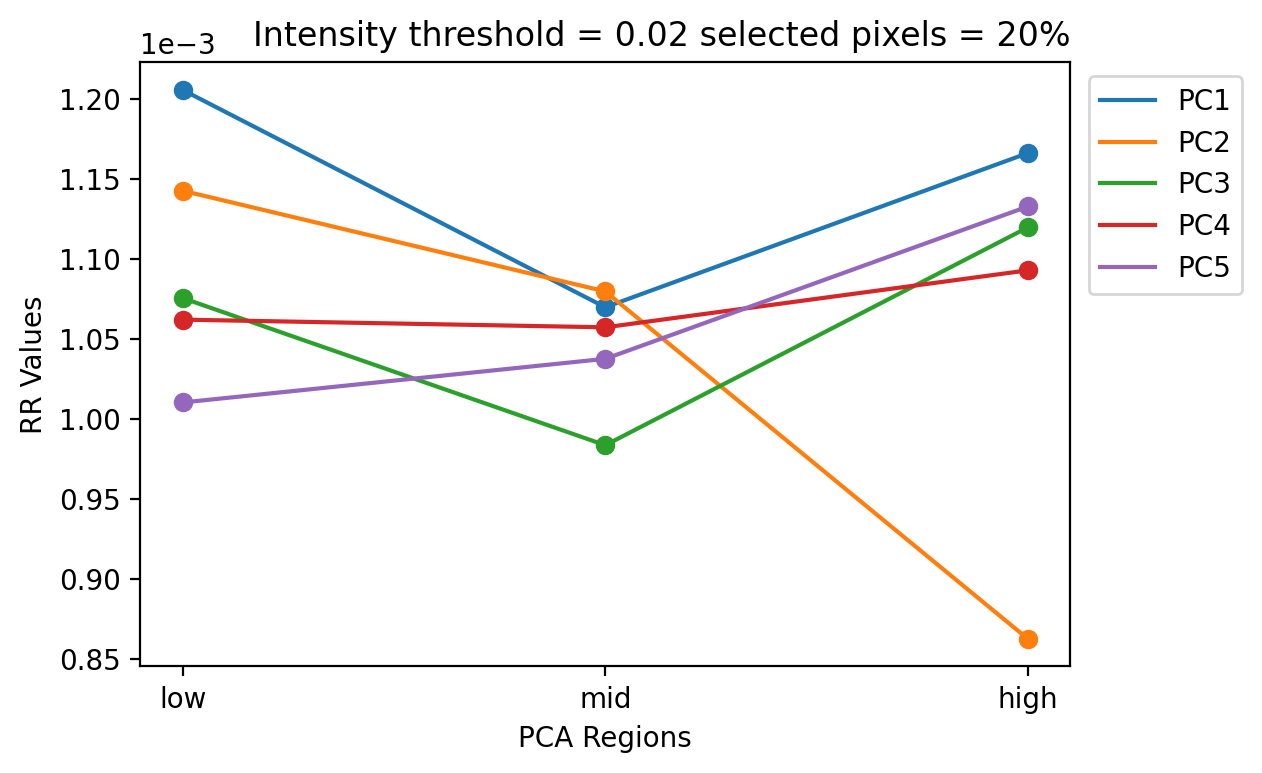 Intensity threshold = 0.02 selected pixels = 20%
1e−3
1.20
1.15
1.10
1.05
1.00
0.95
0.90
0.85
RR Values
low
mid
high
PCA Regions
PC1
PC2
PC3
PC4
PC5